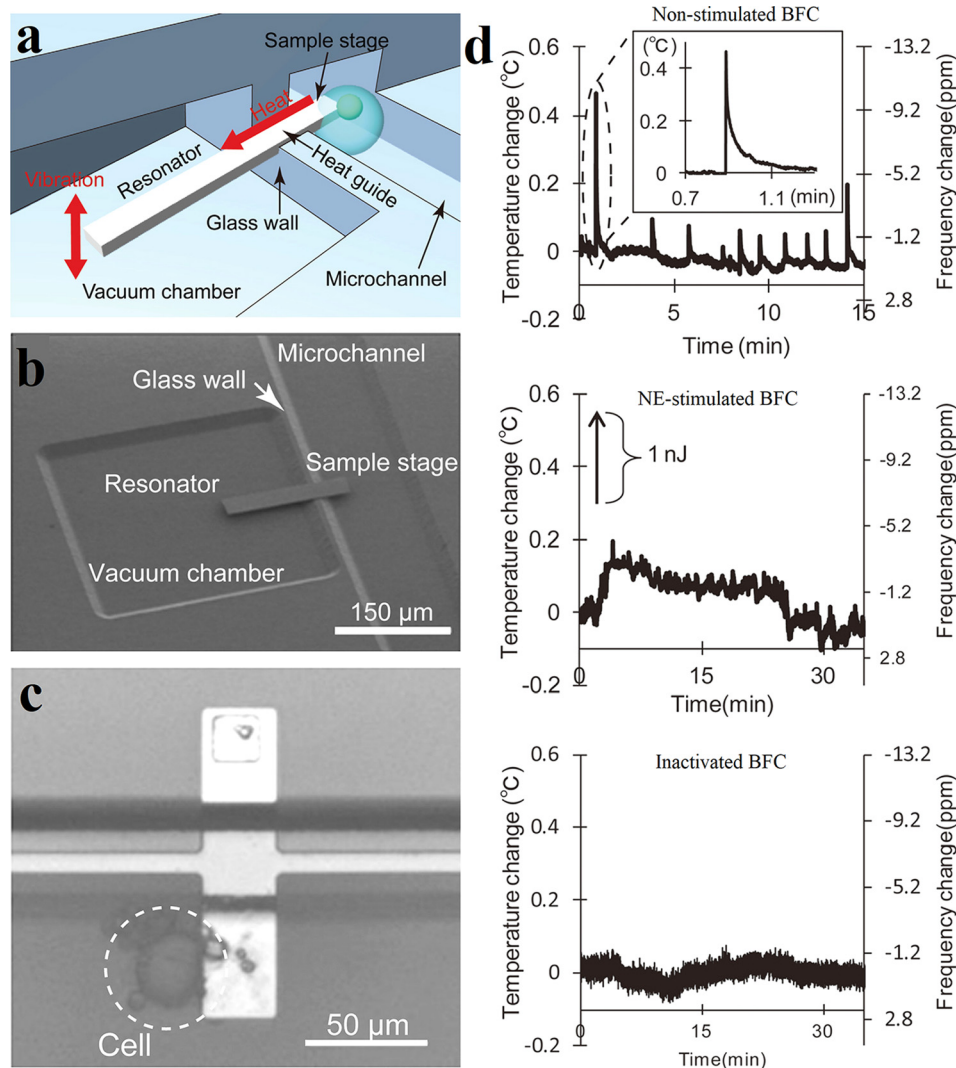 a
Sample stage
Heat
Resonator
Heat guide
Vibration
Glass wall
Microchannel
Vacuum chamber
b
Microchannel
Glass wall
Sample stage
Resonator
Vacuum chamber
150 μm
c
Cell
50 μm
d
Non-stimulated BFC
Temperature change (°C)
0.6
0.4
0.2
0
-0.2
(°C)
0.4
0.2
0
0.7
1.1 (min)
-13.2
-9.2
-5.2
-1.2
2.8
Frequency change(ppm)
0
5
10
15
Time (min)
NE-stimulated BFC
Temperature change (°C)
0.6
0.4
0.2
0
-0.2
1 nJ
-13.2
-9.2
-5.2
-1.2
2.8
Frequency change(ppm)
0
15
30
Time(min)
Inactivated BFC
Temperature change (°C)
0.6
0.4
0.2
0
-0.2
-13.2
-9.2
-5.2
-1.2
2.8
Frequency change(ppm)
0
15
30
Time(min)